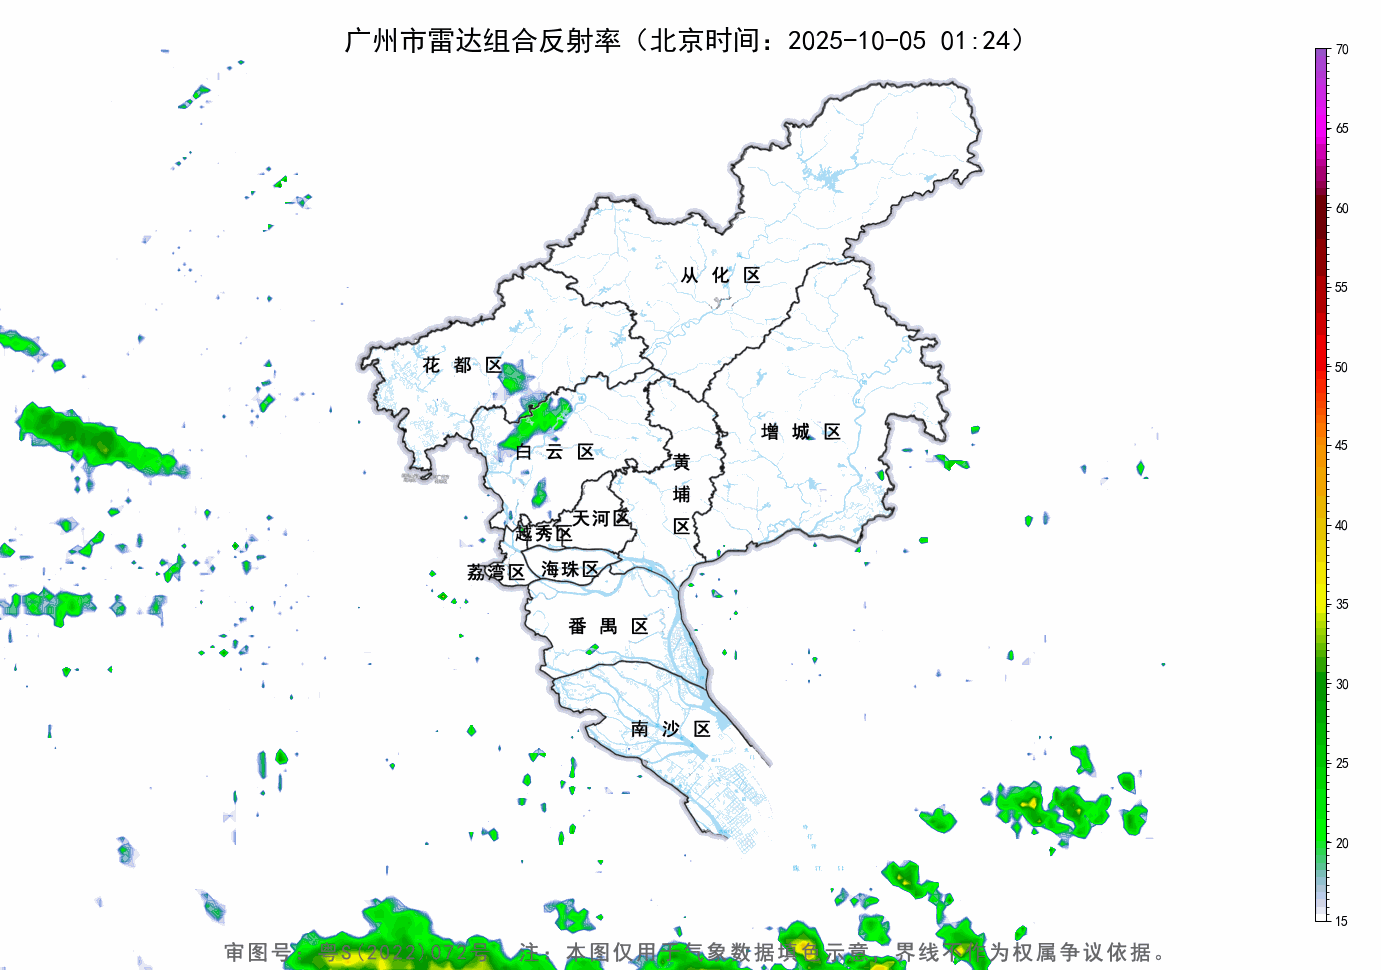 广州市雷达组合反射率（北京时间：2025-10-05 01:24）
70
65
60
55
50
45
40
35
30
25
20
15
从化区
花都区
增城区
白云区
黄埔区
天河区
越秀区
荔湾区
海珠区
番禺区
南沙区
审图号：粤S(2022)072号 注：本图仅用于气象数据填色示意，界线不作为权属争议依据。